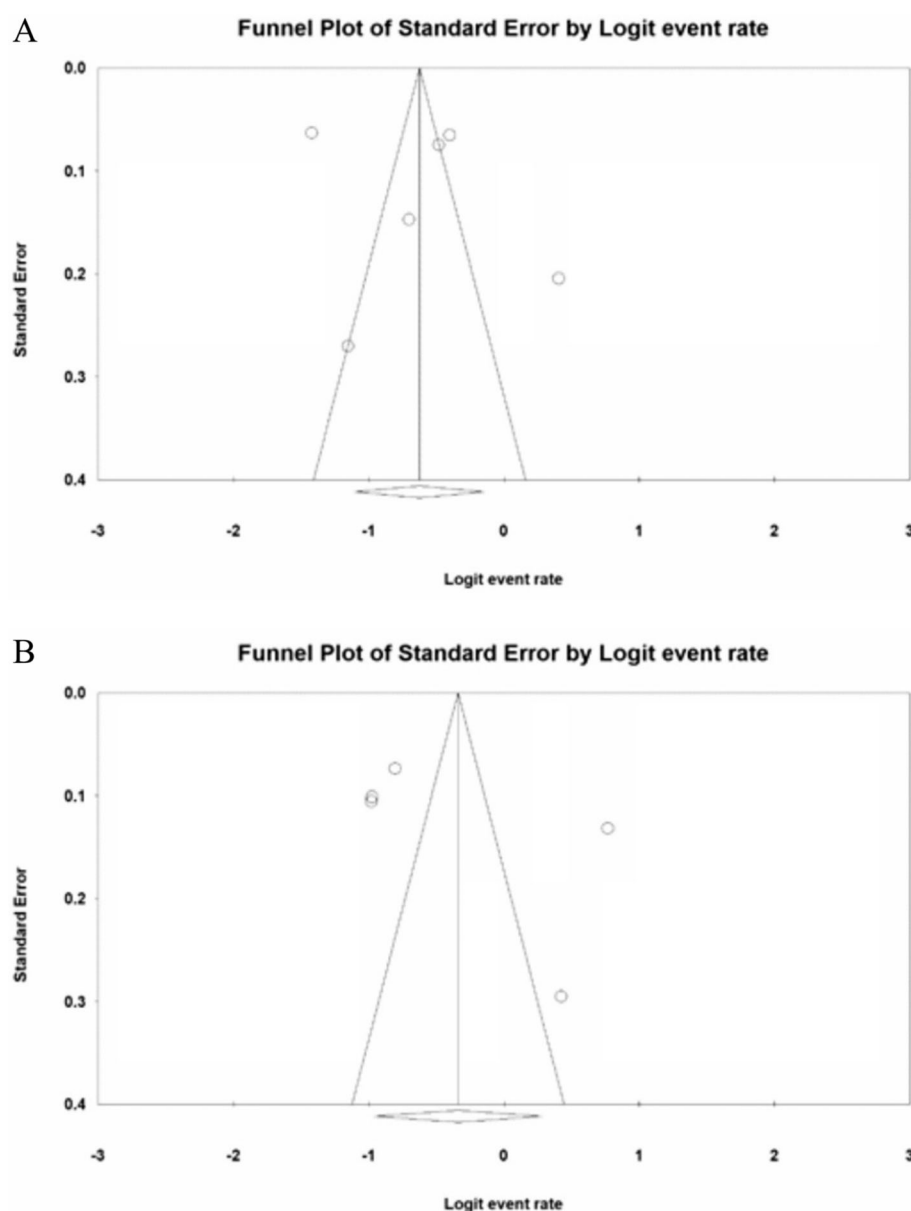 A
Funnel Plot of Standard Error by Logit event rate
0.0
0.1
0.2
0.3
0.4
Standard Error
-3 -2 -1 0 1 2 3
Logit event rate
B
Funnel Plot of Standard Error by Logit event rate
0.0
0.1
0.2
0.3
0.4
Standard Error
-3 -2 -1 0 1 2 3
Logit event rate